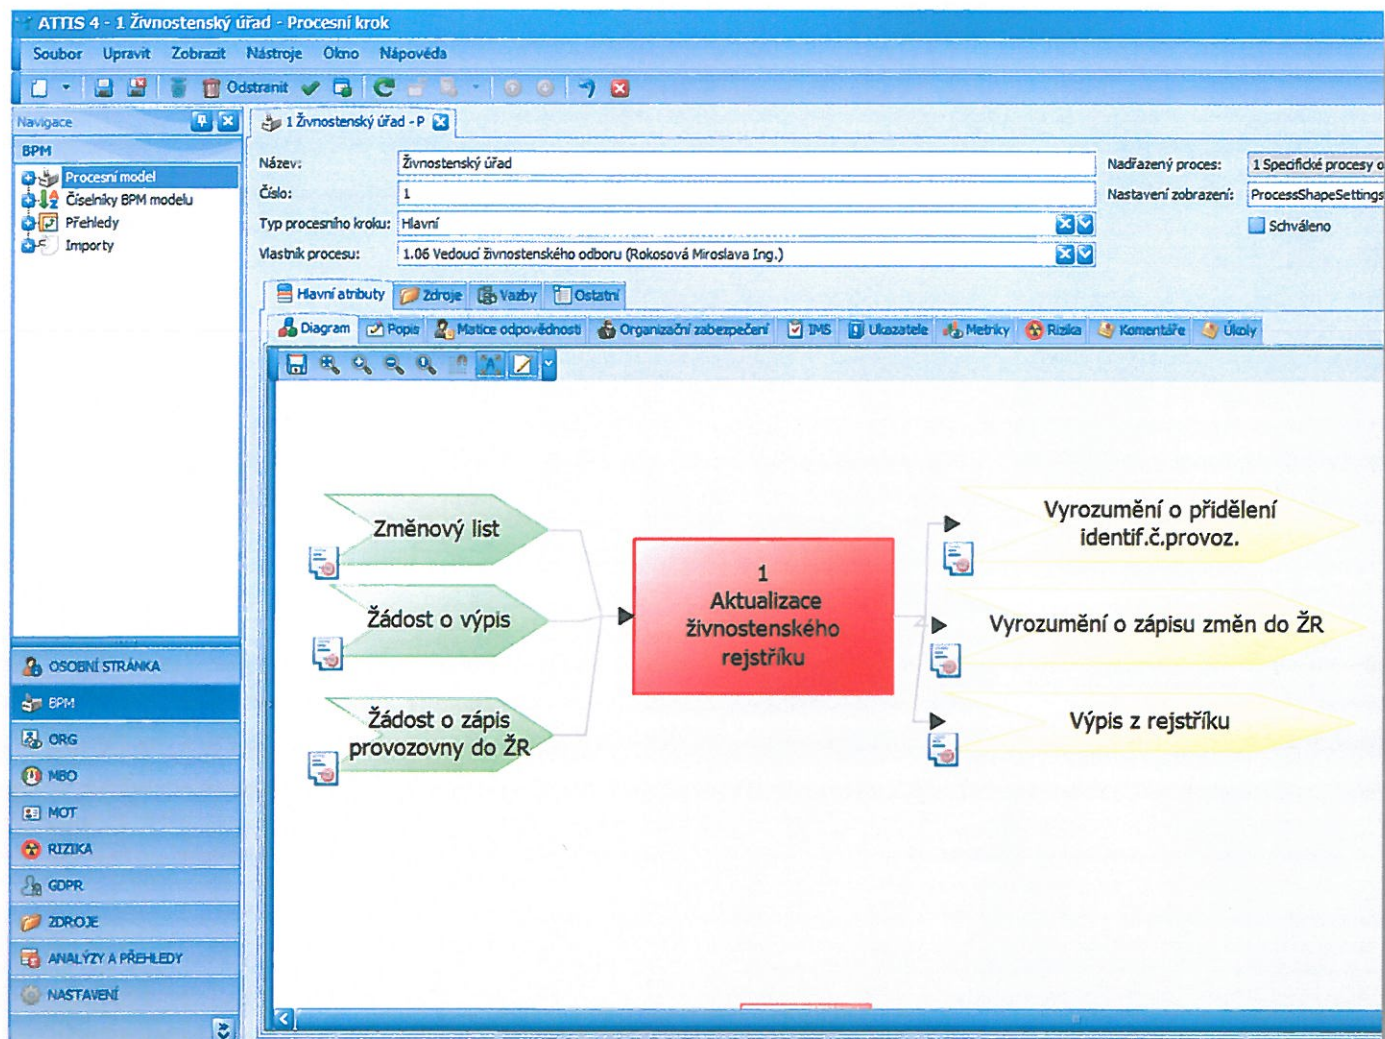 ATTIS 4 - 1 Živnostenský úřad - Procesní krok
Soubor Upravit Zobrazit Nástroje Okno Nápověda
Odstranit
Navigace
1 Živnostenský úřad - P
BPM
Procesní model
Číselníky BPM modelu
Přehledy
Importy
Název: Živnostenský úřad
Nadřazený proces: 1 Specifické procesy o
Číslo: 1
Nastavení zobrazení: ProcessShapeSettings
Typ procesního kroku: Hlavní
Schváleno
Vlastník procesu: 1.06 Vedoucí živnostenského odboru (Rokosová Miroslava Ing.)
Hlavní atributy Zdroje Vazby Ostatní
Diagram Popis Matice odpovědnosti Organizační zabezpečení IMS Ukazatele Metriky Rizika Komentáře Úkoly
Změnový list
Žádost o výpis
Žádost o zápis
provozovny do ŽR
1
Aktualizace
živnostenského
rejstříku
Vyrozumění o přidělení
identif.č.provoz.
Vyrozumění o zápisu změn do ŽR
Výpis z rejstříku
OSOBNÍ STRÁNKA
BPM
ORG
MBO
MOT
RIZIKA
GDPR
ZDROJE
ANALÝZY A PŘEHLEDY
NASTAVENÍ